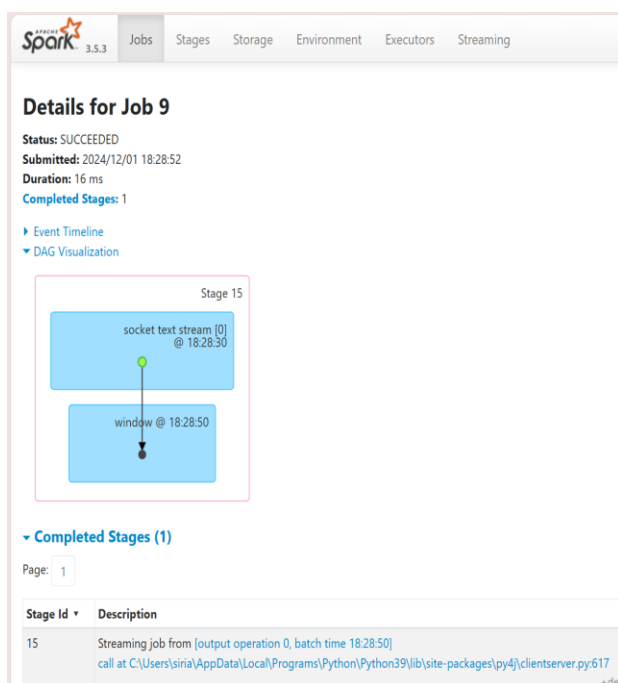 APACHE
Spark 3.5.3 Jobs Stages Storage Environment Executors Streaming
Details for Job 9
Status: SUCCEEDED
Submitted: 2024/12/01 18:28:52
Duration: 16 ms
Completed Stages: 1
Event Timeline
DAG Visualization
Stage 15
socket text stream [0]
@ 18:28:30
window @ 18:28:50
Completed Stages (1)
Page: 1
Stage Id Description
15 Streaming job from [output operation 0, batch time 18:28:50]
call at C:\Users\siria\AppData\Local\Programs\Python\Python39\lib\site-packages\py4j\clientserver.py:617